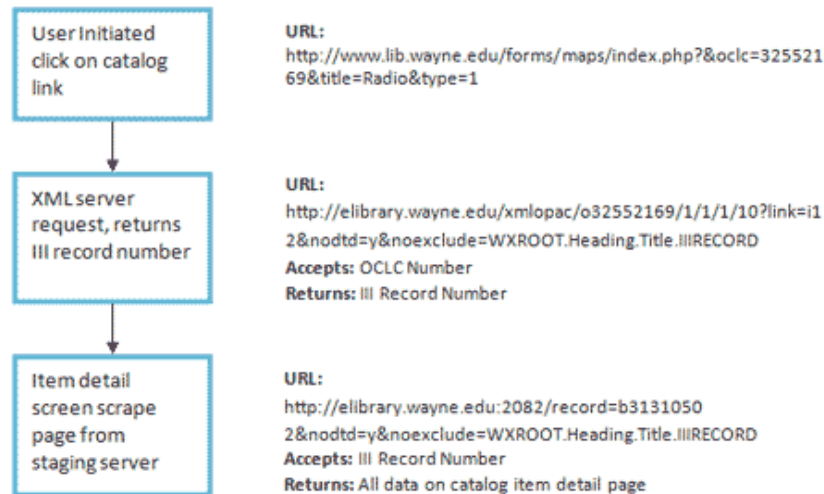 User Initiated
click on catalog
link
URL:
http://www.lib.wayne.edu/forms/maps/index.php?&oclc=325521
69&title=Radio&type=1
XML server
request, returns
III record number
URL:
http://elibrary.wayne.edu/xmlopac/o32552169/1/1/1/10?link=i1
2&nodtd=y&noexclude=WXROOT.Heading.Title.IIIRECORD
Accepts: OCLC Number
Returns: III Record Number
Item detail
screen scrape
page from
staging server
URL:
http://elibrary.wayne.edu:2082/record=b3131050
2&nodtd=y&noexclude=WXROOT.Heading.Title.IIIRECORD
Accepts: III Record Number
Returns: All data on catalog item detail page